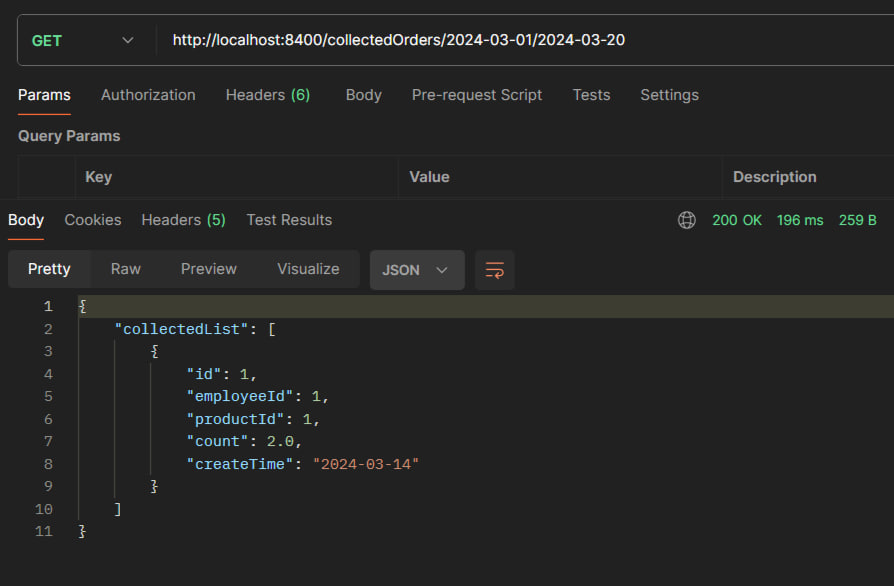 GET http://localhost:8400/collectedOrders/2024-03-01/2024-03-20
Params Authorization Headers (6) Body Pre-request Script Tests Settings
Query Params
Key Value Description
Body Cookies Headers (5) Test Results 200 OK 196 ms 259 B
Pretty Raw Preview Visualize JSON
1 {
2 "collectedList": [
3 {
4 "id": 1,
5 "employeeId": 1,
6 "productId": 1,
7 "count": 2.0,
8 "createTime": "2024-03-14"
9 }
10 ]
11 }